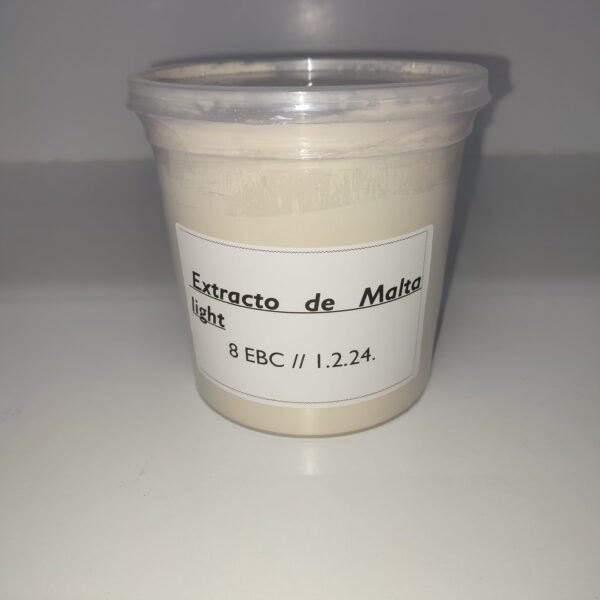 Extracto de Malta
light
8 EBC // 1.2.24.